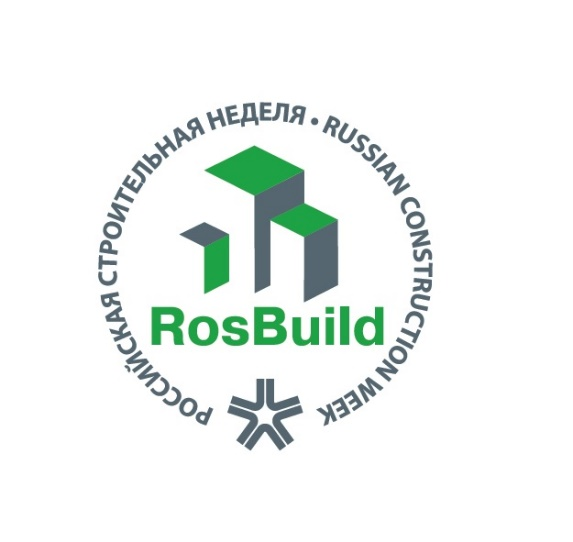 РОССИЙСКАЯ СТРОИТЕЛЬНАЯ НЕДЕЛЯ • RUSSIAN CONSTRUCTION WEEK
RosBuild